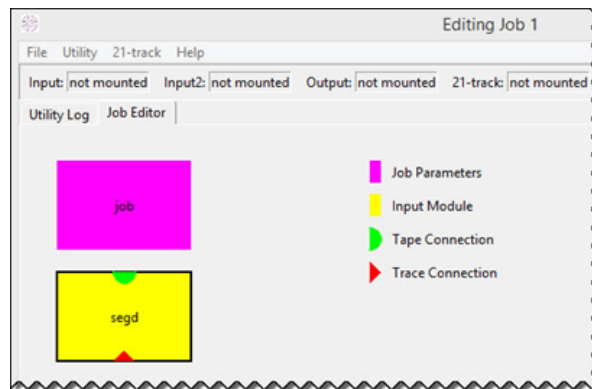 Editing Job 1
File Utility 21-track Help
Input: not mounted Input2: not mounted Output: not mounted 21-track: not mounted
Utility Log Job Editor
job
Job Parameters
Input Module
Tape Connection
Trace Connection
segd